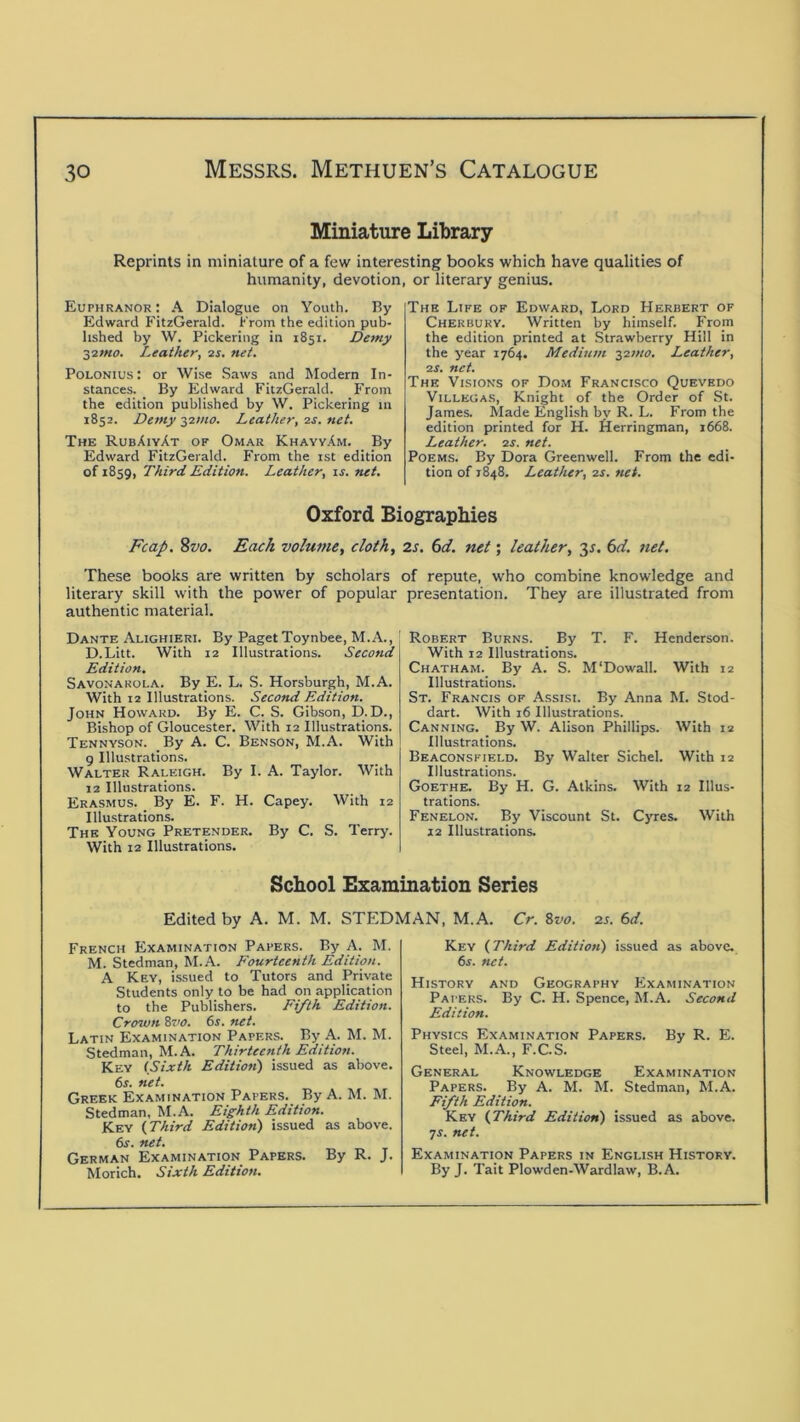 30 Messrs. Methuen’s Catalogue
Miniature Library
Reprints in miniature of a few interesting books which have qualities of
humanity, devotion, or literary genius.
Euphranor: A Dialogue on Youth. By
Edward FitzGerald. From the edition pub-
lished by W. Pickering in 1851. Demy
32mo. Leather, 2s. net.
Polonius: or Wise Saws and Modern In-
stances. By Edward FitzGerald. From
the edition published by W. Pickering in
1852. Demy 32mo. Leather, 2s. net.
The Rubáiyát of Omar Khayyám. By
Edward FitzGerald. From the 1st edition
of 1859, Third Edition. Leather, 1s. net.
The Life of Edward, Lord Herbert of
Cherbury. Written by himself. From
the edition printed at Strawberry Hill in
the year 1764. Medium 32mo. Leather,
2s. net.
The Visions of Dom Francisco Quevedo
Villegas, Knight of the Order of St.
James. Made English by R. L. From the
edition printed for H. Herringman, 1668.
Leather. 2s. net.
Poems. By Dora Greenwell. From the edi-
tion of 1848. Leather, 2s. net.
Oxford Biographies
Fcap. 8vo. Each volume, cloth, 2s. 6d. net; leather, 3s. 6d. net.
These books are written by scholars of repute, who combine knowledge and
literary skill with the power of popular presentation. They are illustrated from
authentic material.
Dante Alighieri. By Paget Toynbee, M.A.,
D.Litt. With 12 Illustrations. Second
Edition.
Savonarola. By E. L. S. Horsburgh, M.A.
With 12 Illustrations. Second Edition.
John Howard. By E. C. S. Gibson, D.D.,
Bishop of Gloucester. With 12 Illustrations.
Tennyson. By A. C. Benson, M.A. With
9 Illustrations.
Walter Raleigh. By I. A. Taylor. With
12 Illustrations.
Erasmus. By E. F. H. Capey. With 12
Illustrations.
The Young Pretender. By C. S. Terry.
With 12 Illustrations.
Robert Burns. By T. F. Henderson.
With 12 Illustrations.
Chatham. By A. S. M‘Dowall. With 12
Illustrations.
St. Francis of Assisi. By Anna M. Stod-
dart. With 16 Illustrations.
Canning. By W. Alison Phillips. With 12
Illustrations.
Beaconsfield. By Walter Sichel. With 12
Illustrations.
Goethe. By H. G. Atkins. With 12 Illus-
trations.
Fenelon. By Viscount St. Cyres. With
12 Illustrations.
School Examination Series
Edited by A. M. M. STEDMAN, M.A. Cr. 8vo. 2s. 6d.
French Examination Papers. By A. M.
M. Stedman, M.A. Fourteenth Edition.
A Key, issued to Tutors and Private
Students only to be had on application
to the Publishers. Fifth Edition.
Crown 8vo. 6s. net.
Latin Examination Papers. By A. M. M.
Stedman, M.A. Thirteenth Edition.
Key (Sixth Edition) issued as above.
6s. net.
Greek Examination Papers. By A. M. M.
Stedman, M.A. Eighth Edition.
Key (Third Edition) issued as above.
6s. net.
German Examination Papers. By R. J.
Morich. Sixth Edition.
Key (Third Edition) issued as above.
6s. net.
History and Geography Examination
Papers. By C. H. Spence, M.A. Second
Edition.
Physics Examination Papers. By R. E.
Steel, M.A., F.C.S.
General Knowledge Examination
Papers. By A. M. M. Stedman, M.A.
Fifth Edition.
Key (Third Edition) issued as above.
7s. net.
Examination Papers in English History.
By J. Tait Plowden-Wardlaw, B.A.